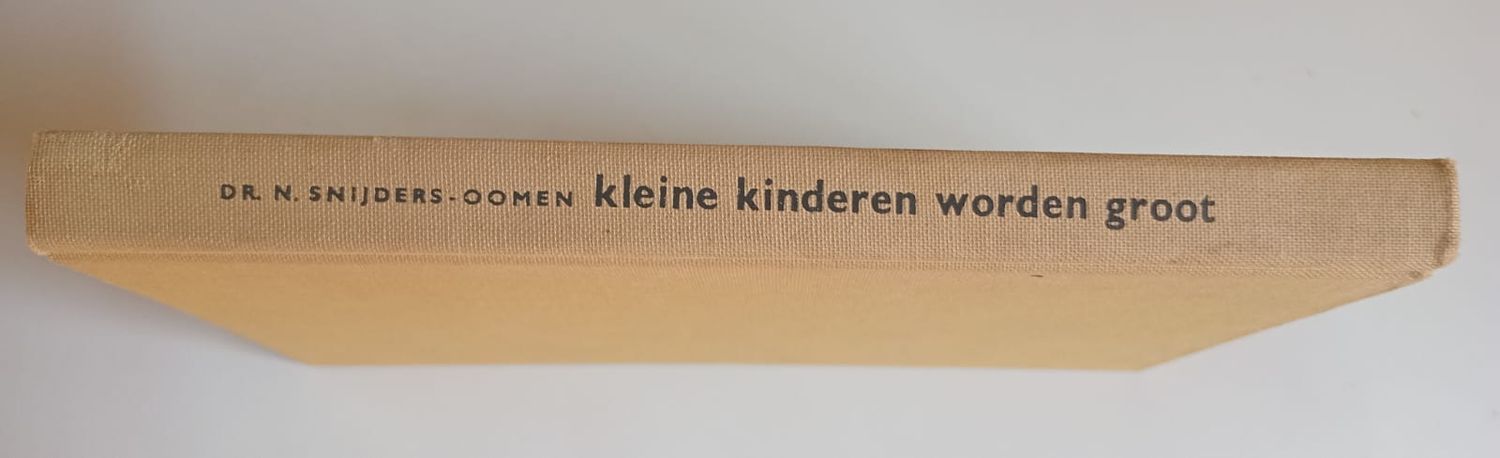 DR. N. SNIJDERS-OOMEN kleine kinderen worden groot